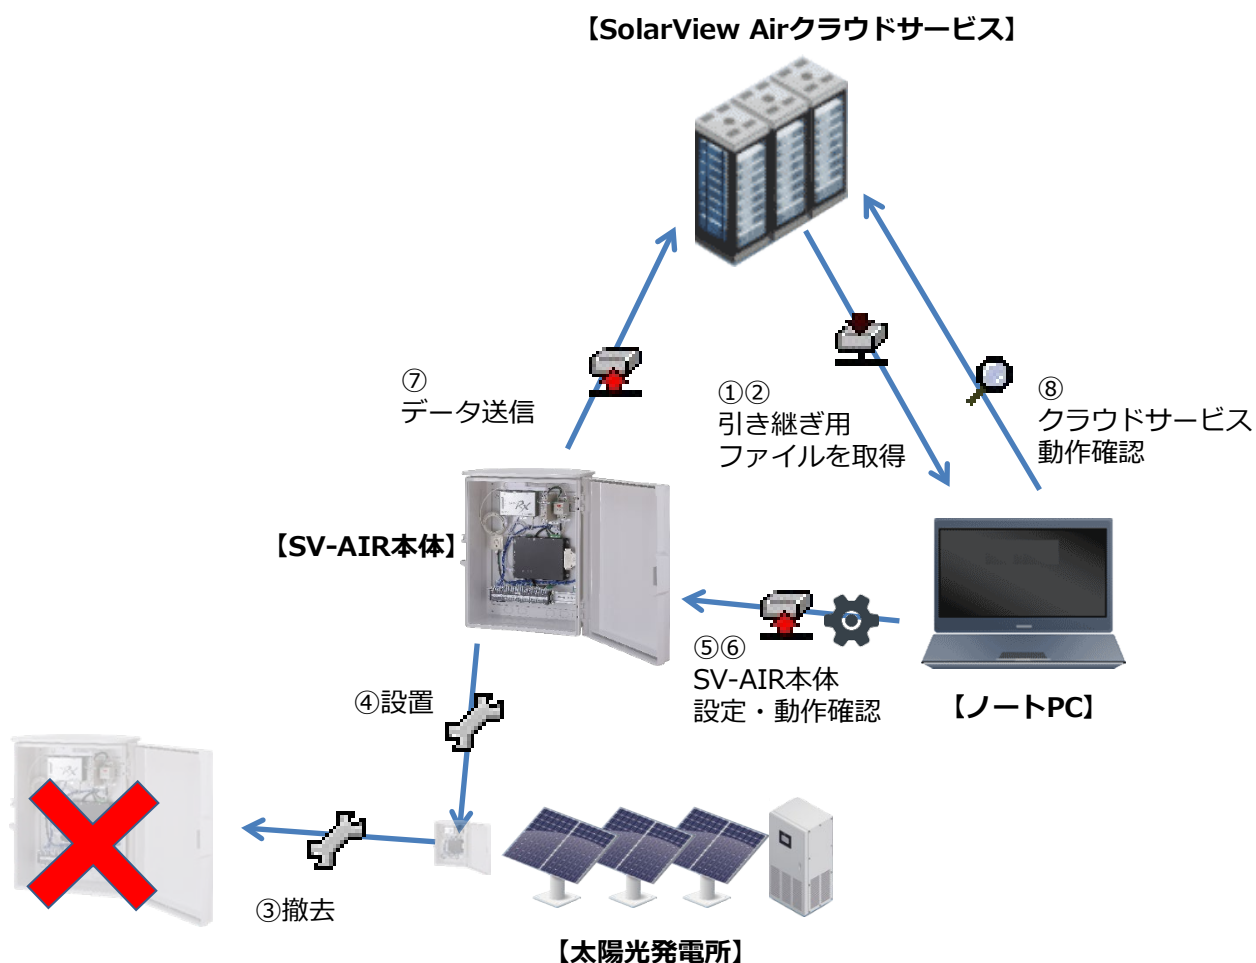 【SolarView Airクラウドサービス】
⑦
データ送信
①②
引き継ぎ用
ファイルを取得
⑧
クラウドサービス
動作確認
【SV-AIR本体】
⑤⑥
SV-AIR本体
設定・動作確認
【ノートPC】
④設置
③撤去
【太陽光発電所】